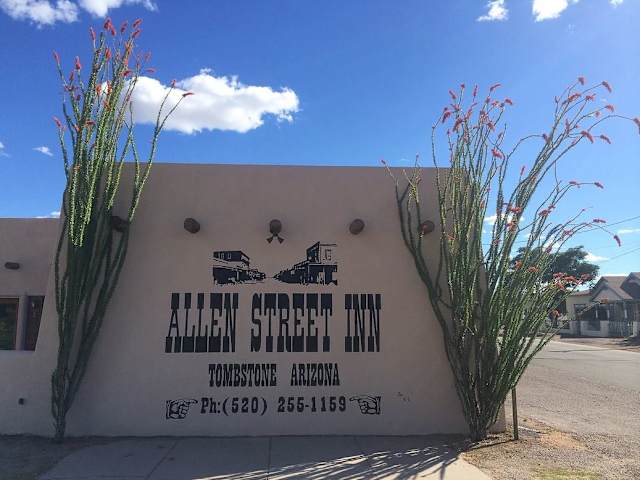 ALLEN STREET INN
TOMBSTONE ARIZONA
Ph:(520) 255-1159